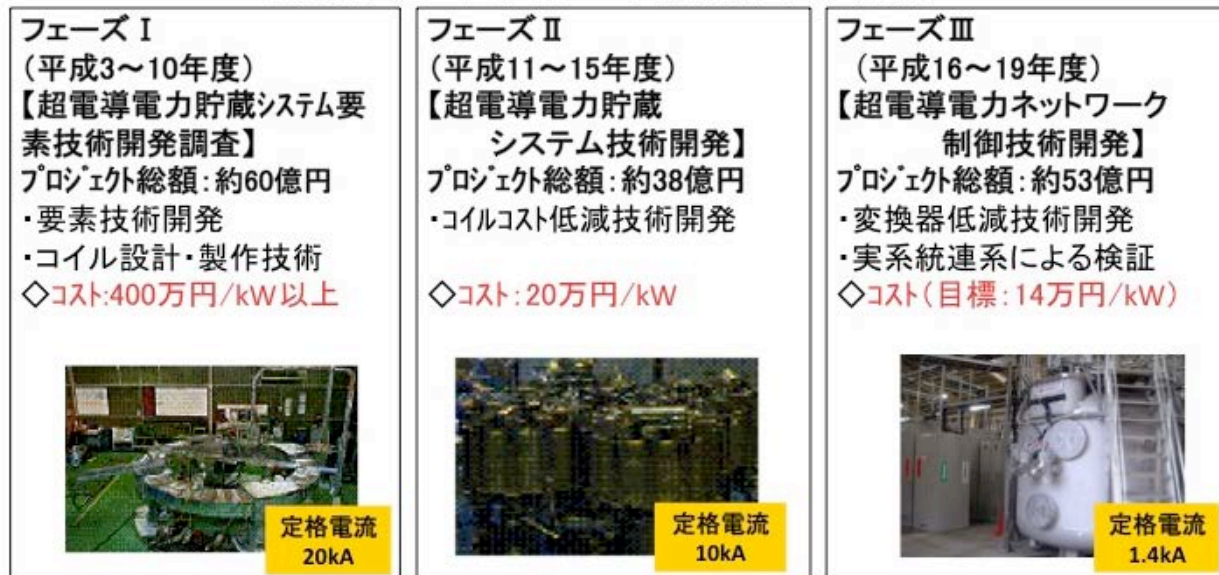 フェーズⅠ
（平成3～10年度）
【超電導電力貯蔵システム要
素技術開発調査】
プロジェクト総額：約60億円
・要素技術開発
・コイル設計・製作技術
◇コスト：400万円/kW以上
定格電流
20kA
フェーズⅡ
（平成11～15年度）
【超電導電力貯蔵
システム技術開発】
プロジェクト総額：約38億円
・コイルコスト低減技術開発
◇コスト：20万円/kW
定格電流
10kA
フェーズⅢ
（平成16～19年度）
【超電導電力ネットワーク
制御技術開発】
プロジェクト総額：約53億円
・変換器低減技術開発
・実系統連系による検証
◇コスト（目標：14万円/kW）
定格電流
1.4kA